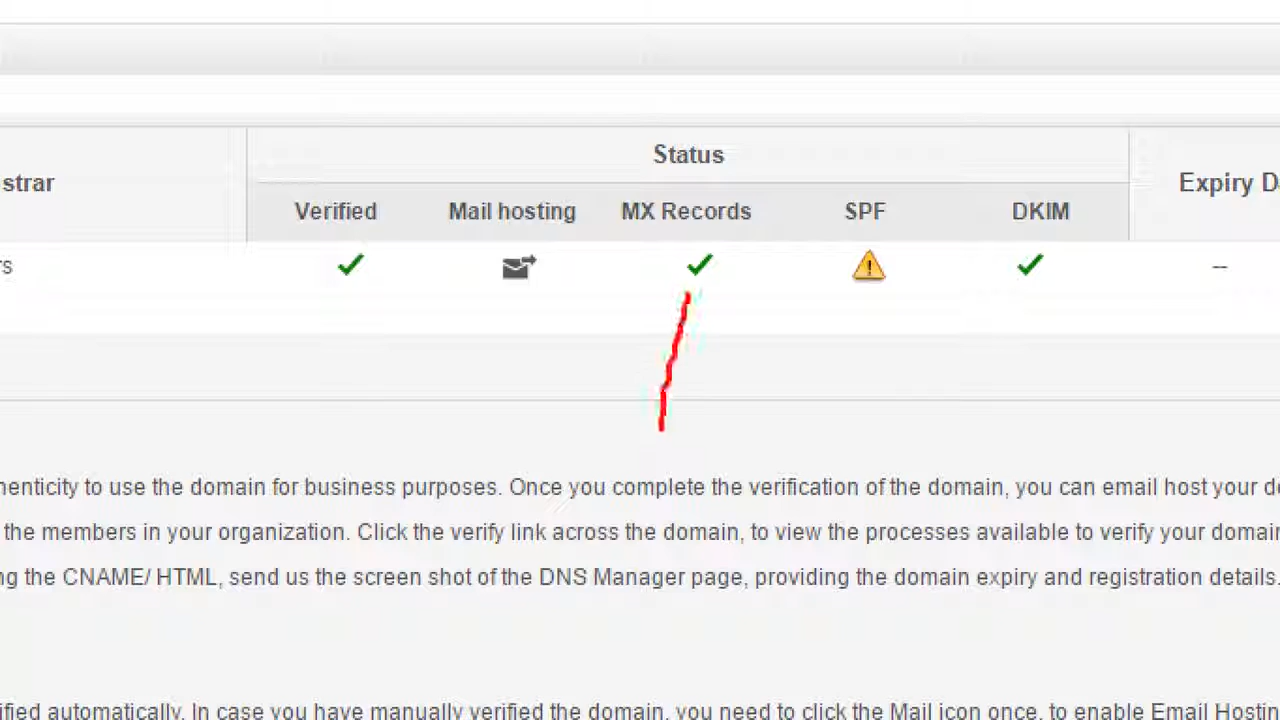 Status
strar
Expiry D
Verified Mail hosting MX Records SPF DKIM
rs
--
enticity to use the domain for business purposes. Once you complete the verification of the domain, you can email host your d
the members in your organization. Click the verify link across the domain, to view the processes available to verify your domain
ng the CNAME/ HTML, send us the screen shot of the DNS Manager page, providing the domain expiry and registration details.
ified automatically. In case you have manually verified the domain, you need to click the Mail icon once, to enable Email Hostin